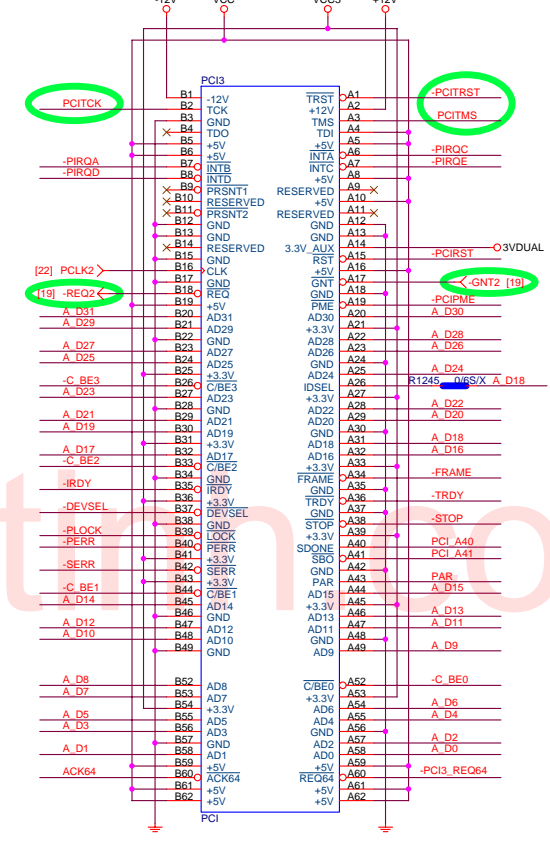 -12V VCC VCC3 +12V
PCI3
B1 -12V TRST A1 -PCITRST
PCITCK B2 TCK +12V A2
B3 GND TMS A3 PCITMS
B4 TDO TDI A4
B5 +5V +5V A5
B6 +5V INTA A6 -PIRQC
-PIRQA B7 INTB INTC A7 -PIRQE
-PIRQD B8 INTD +5V A8
B9 PRSNT1 RESERVED A9
B10 RESERVED +5V A10
B11 PRSNT2 RESERVED A11
B12 GND GND A12
B13 GND GND A13
B14 RESERVED 3.3V_AUX A14 3VDUAL
B15 GND RST A15 -PCIRST
[22] PCLK2 B16 CLK +5V A16
B17 GND GNT A17 -GNT2 [19]
[19] -REQ2 B18 REQ GND A18
B19 +5V PME A19 -PCIPME
A_D31 B20 AD31 AD30 A20 A_D30
A_D29 B21 AD29 +3.3V A21
B22 GND AD28 A22 A_D28
A_D27 B23 AD27 AD26 A23 A_D26
A_D25 B24 AD25 GND A24
B25 +3.3V AD24 A25 A_D24
-C_BE3 B26 C/BE3 IDSEL A26 R1245 0/6S/X A_D18
A_D23 B27 AD23 +3.3V A27
B28 GND AD22 A28 A_D22
A_D21 B29 AD21 AD20 A29 A_D20
A_D19 B30 AD19 GND A30
B31 +3.3V AD18 A31 A_D18
A_D17 B32 AD17 AD16 A32 A_D16
-C_BE2 B33 C/BE2 +3.3V A33
B34 GND FRAME A34 -FRAME
-IRDY B35 IRDY GND A35
B36 +3.3V TRDY A36 -TRDY
-DEVSEL B37 DEVSEL GND A37
B38 GND STOP A38 -STOP
-PLOCK B39 LOCK +3.3V A39
-PERR B40 PERR SDONE A40 PCI_A40
B41 +3.3V SBO A41 PCI_A41
-SERR B42 SERR GND A42
B43 +3.3V PAR A43 PAR
-C_BE1 B44 C/BE1 AD15 A44 A_D15
A_D14 B45 AD14 +3.3V A45
B46 GND AD13 A46 A_D13
A_D12 B47 AD12 AD11 A47 A_D11
A_D10 B48 AD10 GND A48
B49 GND AD9 A49 A_D9
A_D8 B52 AD8 C/BE0 A52 -C_BE0
A_D7 B53 AD7 +3.3V A53
B54 +3.3V AD6 A54 A_D6
A_D5 B55 AD5 AD4 A55 A_D4
A_D3 B56 AD3 GND A56
B57 GND AD2 A57 A_D2
A_D1 B58 AD1 AD0 A58 A_D0
B59 +5V +5V A59
ACK64 B60 ACK64 REQ64 A60 -PCI3_REQ64
B61 +5V +5V A61
B62 +5V +5V A62
PCI